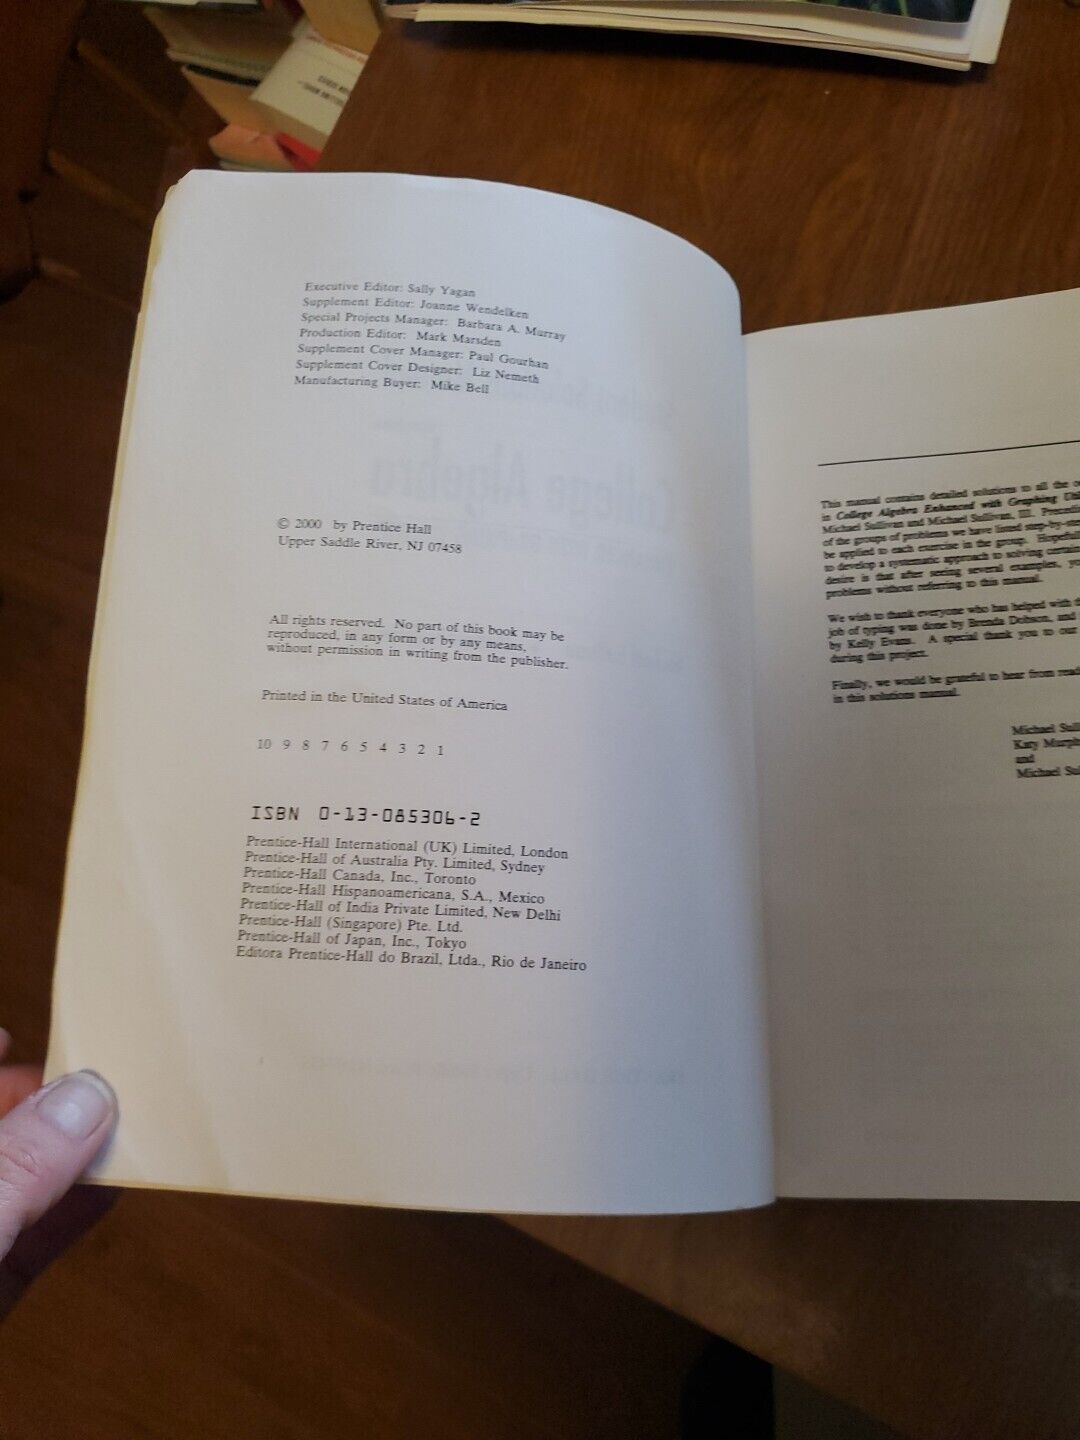 Executive Editor: Sally Yagan
Supplement Editor: Joanne Wendelken
Special Projects Manager: Barbara A. Murray
Production Editor: Mark Marsden
Supplement Cover Manager: Paul Gourhan
Supplement Cover Designer: Liz Nemeth
Manufacturing Buyer: Mike Bell
© 2000 by Prentice Hall
Upper Saddle River, NJ 07458
All rights reserved. No part of this book may be
reproduced, in any form or by any means,
without permission in writing from the publisher.
Printed in the United States of America
10 9 8 7 6 5 4 3 2 1
ISBN 0-13-085306-2
Prentice-Hall International (UK) Limited, London
Prentice-Hall of Australia Pty. Limited, Sydney
Prentice-Hall Canada, Inc., Toronto
Prentice-Hall Hispanoamericana, S.A., Mexico
Prentice-Hall of India Private Limited, New Delhi
Prentice-Hall (Singapore) Pte. Ltd.
Prentice-Hall of Japan, Inc., Tokyo
Editora Prentice-Hall do Brazil, Ltda., Rio de Janeiro
This manual contains detailed solutions to all the
in College Algebra Enhanced with Graphing
Michael Sullivan and Michael Sullivan, III.
of the groups of problems we have listed
be applied to each exercise in the group.
to develop a systematic approach to solving
desire is that after seeing several examples,
problems without referring to this manual.
We wish to thank everyone who has helped with
job of typing was done by Brenda Dobson, and
by Kelly Evans. A special thank you to our
during this project.
Finally, we would be grateful to hear from
in this solutions manual.
Michael
Katy
and
Michael